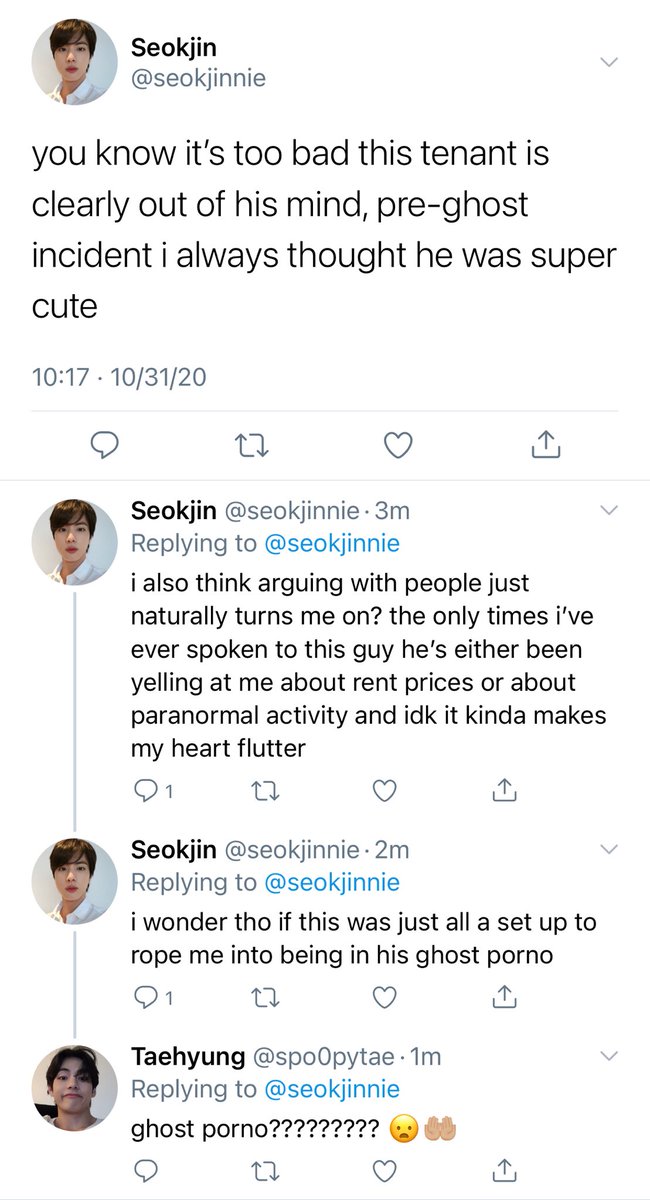 Seokjin
@seokjinnie
you know it’s too bad this tenant is
clearly out of his mind, pre-ghost
incident i always thought he was super
cute
10:17 · 10/31/20
Seokjin @seokjinnie · 3m
Replying to @seokjinnie
i also think arguing with people just
naturally turns me on? the only times i’ve
ever spoken to this guy he’s either been
yelling at me about rent prices or about
paranormal activity and idk it kinda makes
my heart flutter
1
Seokjin @seokjinnie · 2m
Replying to @seokjinnie
i wonder tho if this was just all a set up to
rope me into being in his ghost porno
1
Taehyung @spo0pytae · 1m
Replying to @seokjinnie
ghost porno????????? 😦🤲🏼